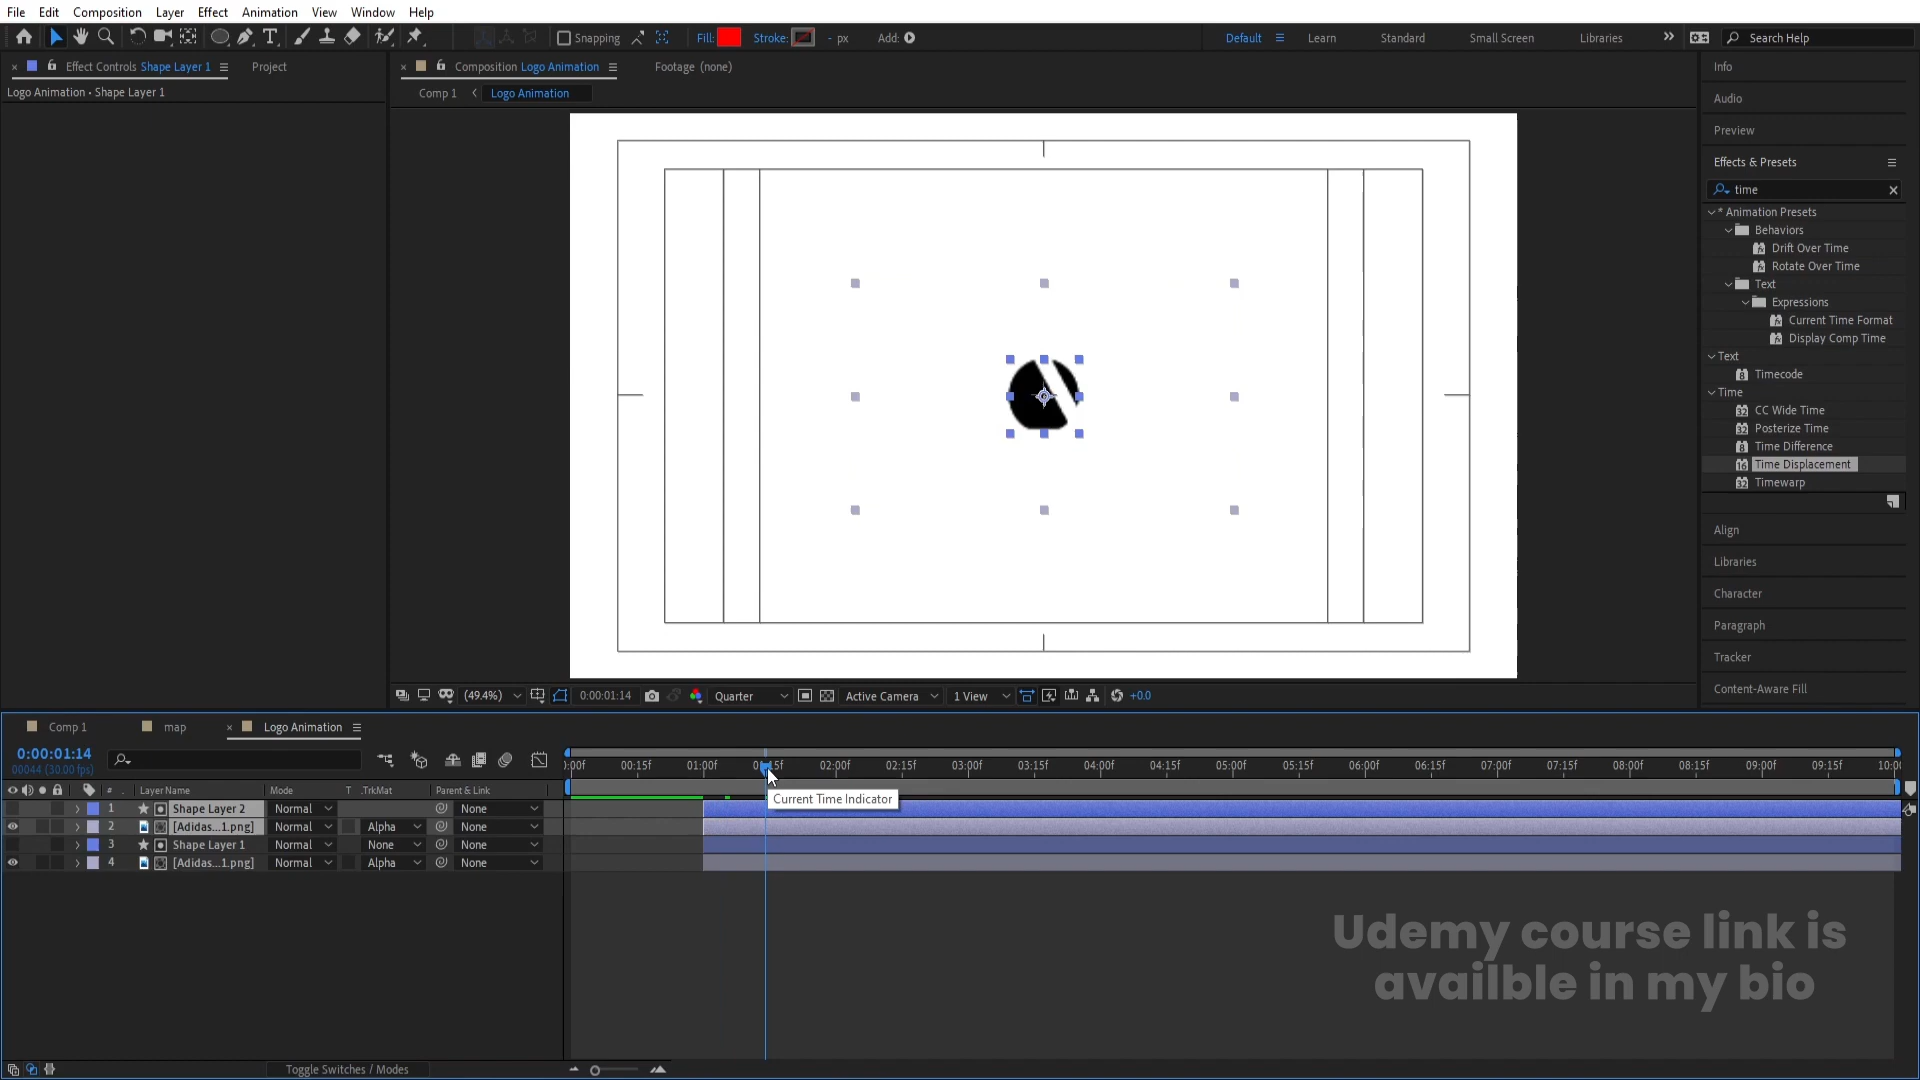 File Edit Composition Layer Effect Animation View Window Help
Snapping Fill: Stroke: - px Add: Default Learn Standard Small Screen Libraries Search Help
Effect Controls Shape Layer 1 Project Composition Logo Animation Footage (none) Info
Logo Animation • Shape Layer 1 Comp 1 Logo Animation
Audio
Preview
Effects & Presets
time
* Animation Presets
Behaviors
Drift Over Time
Rotate Over Time
Text
Expressions
Current Time Format
Display Comp Time
Text
Timecode
Time
CC Wide Time
Posterize Time
Time Difference
Time Displacement
Timewarp
Align
Libraries
Character
Paragraph
Tracker
Content-Aware Fill
(49.4%) 0:00:01:14 Quarter Active Camera 1 View +0.0
Comp 1 map Logo Animation
0:00:01:14
00044 (30.00 fps)
:00f 00:15f 01:00f 01:15f 02:00f 02:15f 03:00f 03:15f 04:00f 04:15f 05:00f 05:15f 06:00f 06:15f 07:00f 07:15f 08:00f 08:15f 09:00f 09:15f 10:0
# Layer Name Mode T .TrkMat Parent & Link
Current Time Indicator
1 Shape Layer 2 Normal None
2 [Adidas...1.png] Normal Alpha None
3 Shape Layer 1 Normal None None
4 [Adidas...1.png] Normal Alpha None
Udemy course link is
availble in my bio
Toggle Switches / Modes